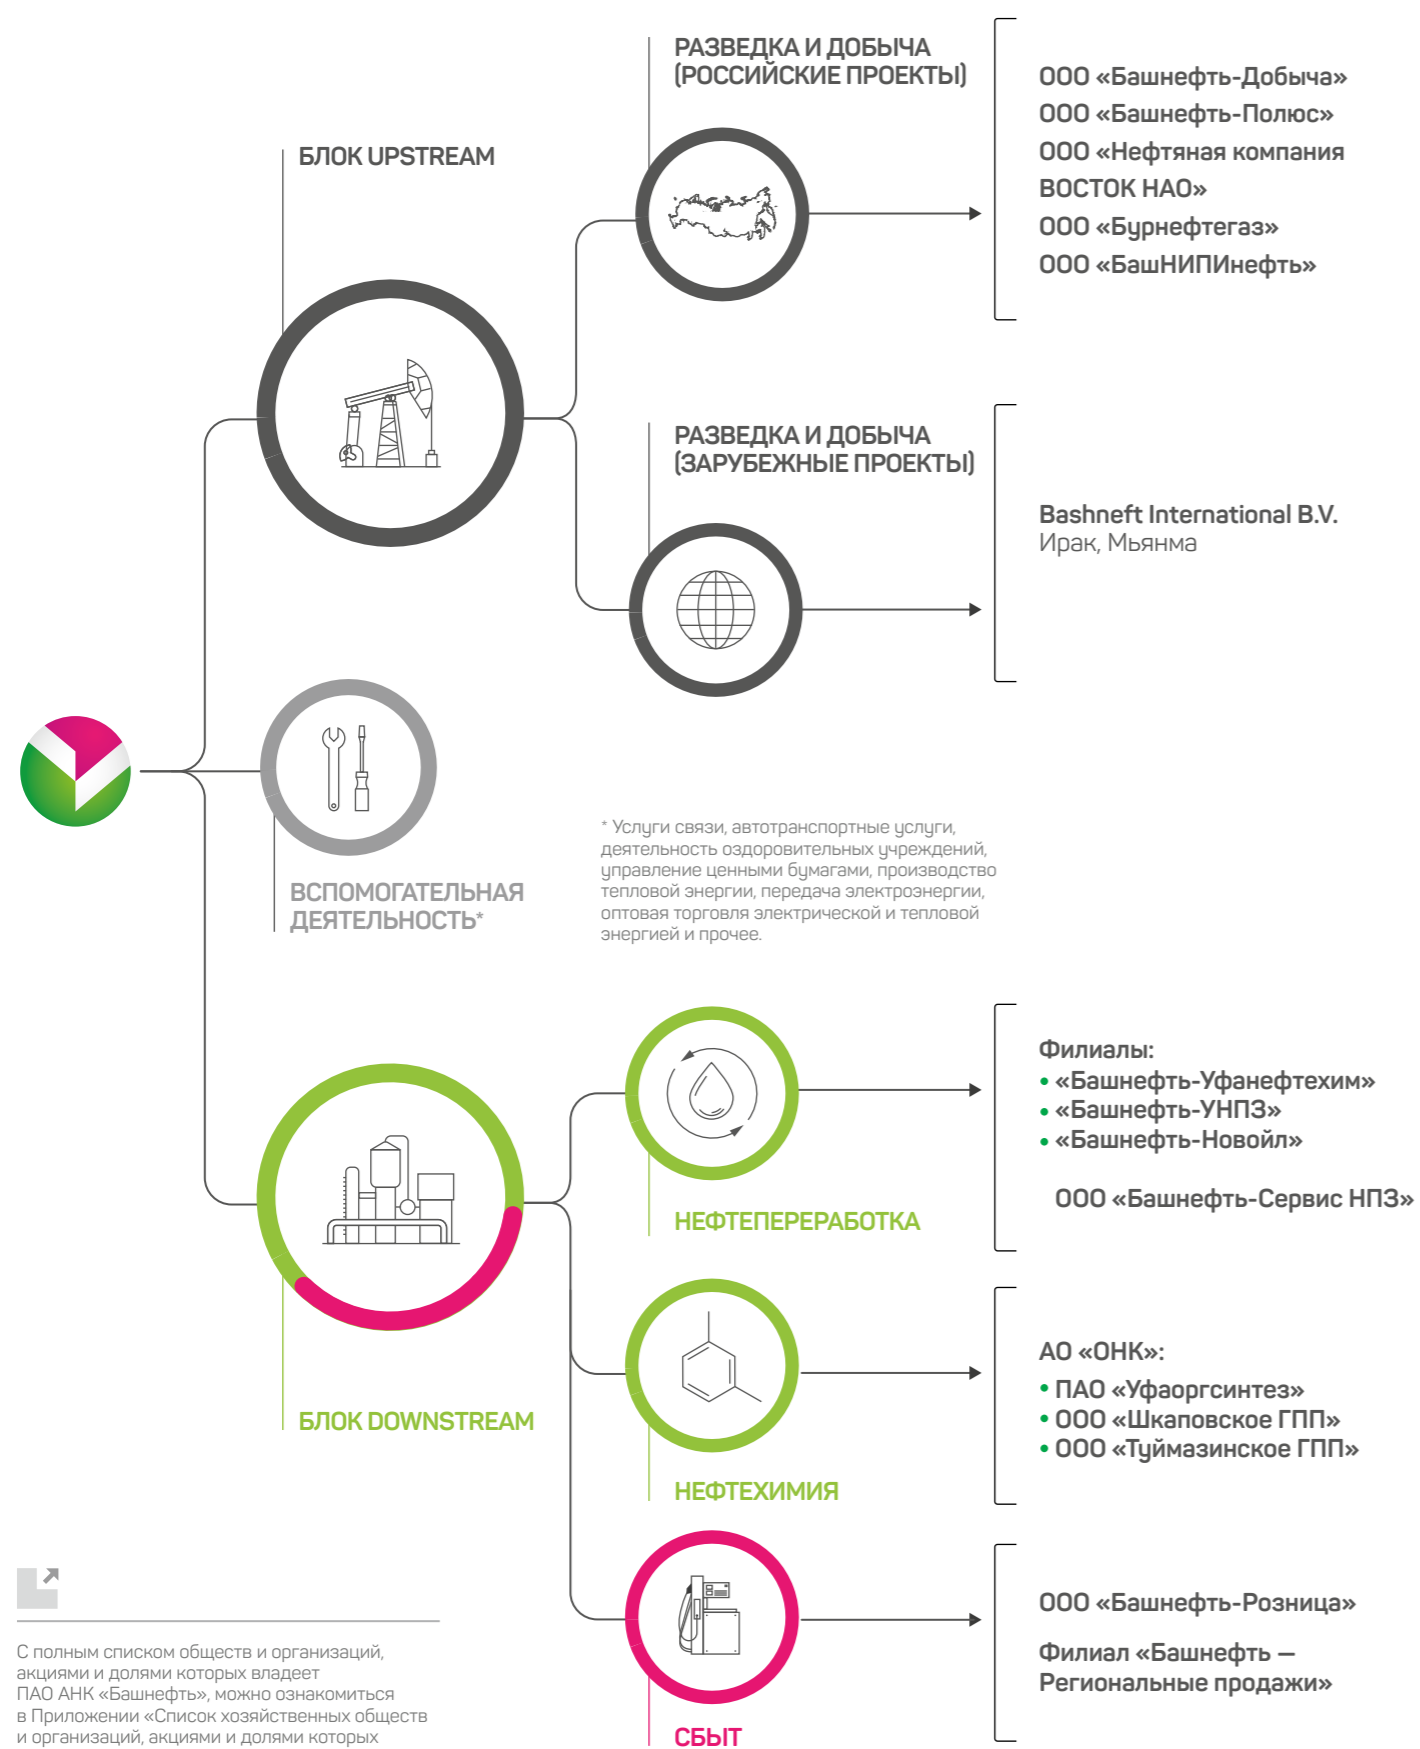 РАЗВЕДКА И ДОБЫЧА
(РОССИЙСКИЕ ПРОЕКТЫ)
ООО «Башнефть-Добыча»
ООО «Башнефть-Полюс»
ООО «Нефтяная компания
ВОСТОК НАО»
ООО «Бурнефтегаз»
ООО «БашНИПИнефть»
БЛОК UPSTREAM
РАЗВЕДКА И ДОБЫЧА
(ЗАРУБЕЖНЫЕ ПРОЕКТЫ)
Bashneft International B.V.
Ирак, Мьянма
ВСПОМОГАТЕЛЬНАЯ
ДЕЯТЕЛЬНОСТЬ*
* Услуги связи, автотранспортные услуги,
деятельность оздоровительных учреждений,
управление ценными бумагами, производство
тепловой энергии, передача электроэнергии,
оптовая торговля электрической и тепловой
энергией и прочее.
Филиалы:
• «Башнефть-Уфанефтехим»
• «Башнефть-УНПЗ»
• «Башнефть-Новойл»
ООО «Башнефть-Сервис НПЗ»
НЕФТЕПЕРЕРАБОТКА
БЛОК DOWNSTREAM
АО «ОНК»:
• ПАО «Уфаоргсинтез»
• ООО «Шкаповское ГПП»
• ООО «Туймазинское ГПП»
НЕФТЕХИМИЯ
ООО «Башнефть-Розница»
Филиал «Башнефть —
Региональные продажи»
СБЫТ
С полным списком обществ и организаций,
акциями и долями которых владеет
ПАО АНК «Башнефть», можно ознакомиться
в Приложении «Список хозяйственных обществ
и организаций, акциями и долями которых